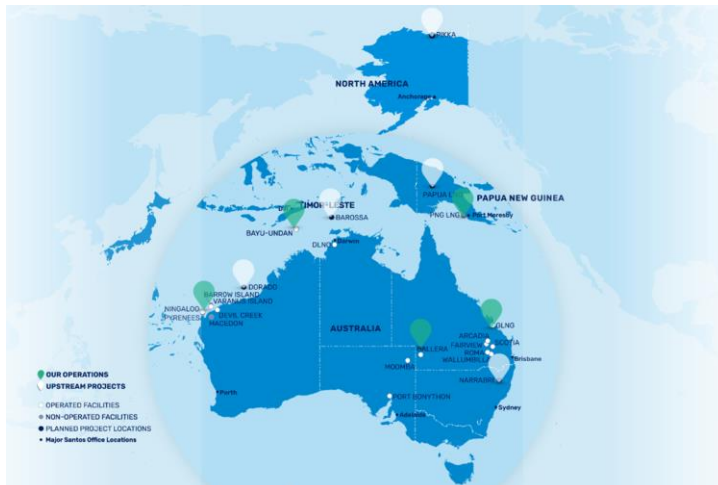 PIKKA
NORTH AMERICA
Anchorage
PAPUA
PAPUA NEW GUINEA
PNG LNG
Port Moresby
TIMOR-LESTE
BAROSSA
BAYU-UNDAN
DLNG
Darwin
DORADO
BARROW ISLAND
VARANUS ISLAND
NINGALOO
PYRENEES
DEVIL CREEK
MACEDON
AUSTRALIA
GLNG
ARCADIA
SCOTIA
FAIRVIEW
ROMA
WALLUMBILLA
BALLERA
MOOMBA
Brisbane
NARRABRI
PORT BONYTHON
Perth
Adelaide
Sydney
OUR OPERATIONS
UPSTREAM PROJECTS
OPERATED FACILITIES
NON-OPERATED FACILITIES
PLANNED PROJECT LOCATIONS
Major Santos Office Locations